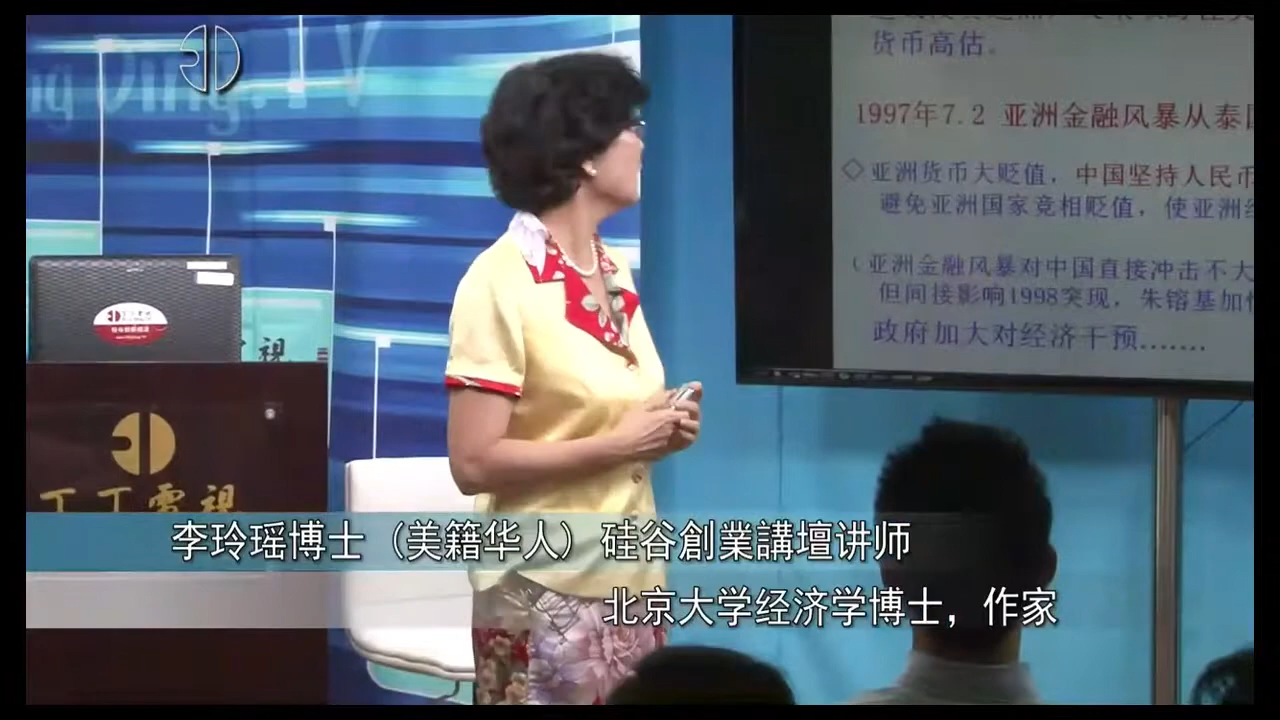 Ding.TV
货币高估。
1997年7.2 亚洲金融风暴从泰
◇亚洲货币大贬值，中国坚持人民币
避免亚洲国家竞相贬值，使亚洲
（亚洲金融风暴对中国直接冲击不大
但间接影响1998突现，朱镕基加
政府加大对经济干预.......
丁丁電視
李玲瑶博士（美籍华人）硅谷創業講壇讲师
北京大学经济学博士，作家